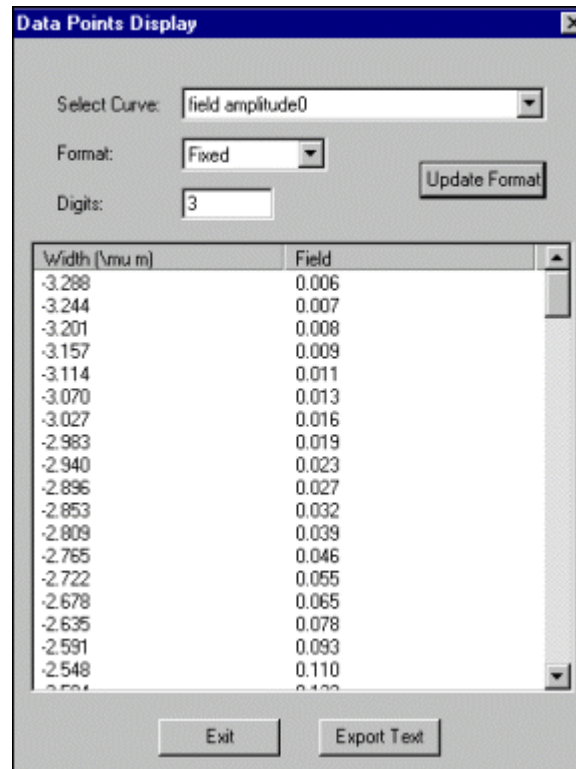 Data Points Display
Select Curve: field amplitude0
Format: Fixed
Update Format
Digits: 3
Width (\mu m) Field
-3.288 0.006
-3.244 0.007
-3.201 0.008
-3.157 0.009
-3.114 0.011
-3.070 0.013
-3.027 0.016
-2.983 0.019
-2.940 0.023
-2.896 0.027
-2.853 0.032
-2.809 0.039
-2.765 0.046
-2.722 0.055
-2.678 0.065
-2.635 0.078
-2.591 0.093
-2.548 0.110
Exit Export Text